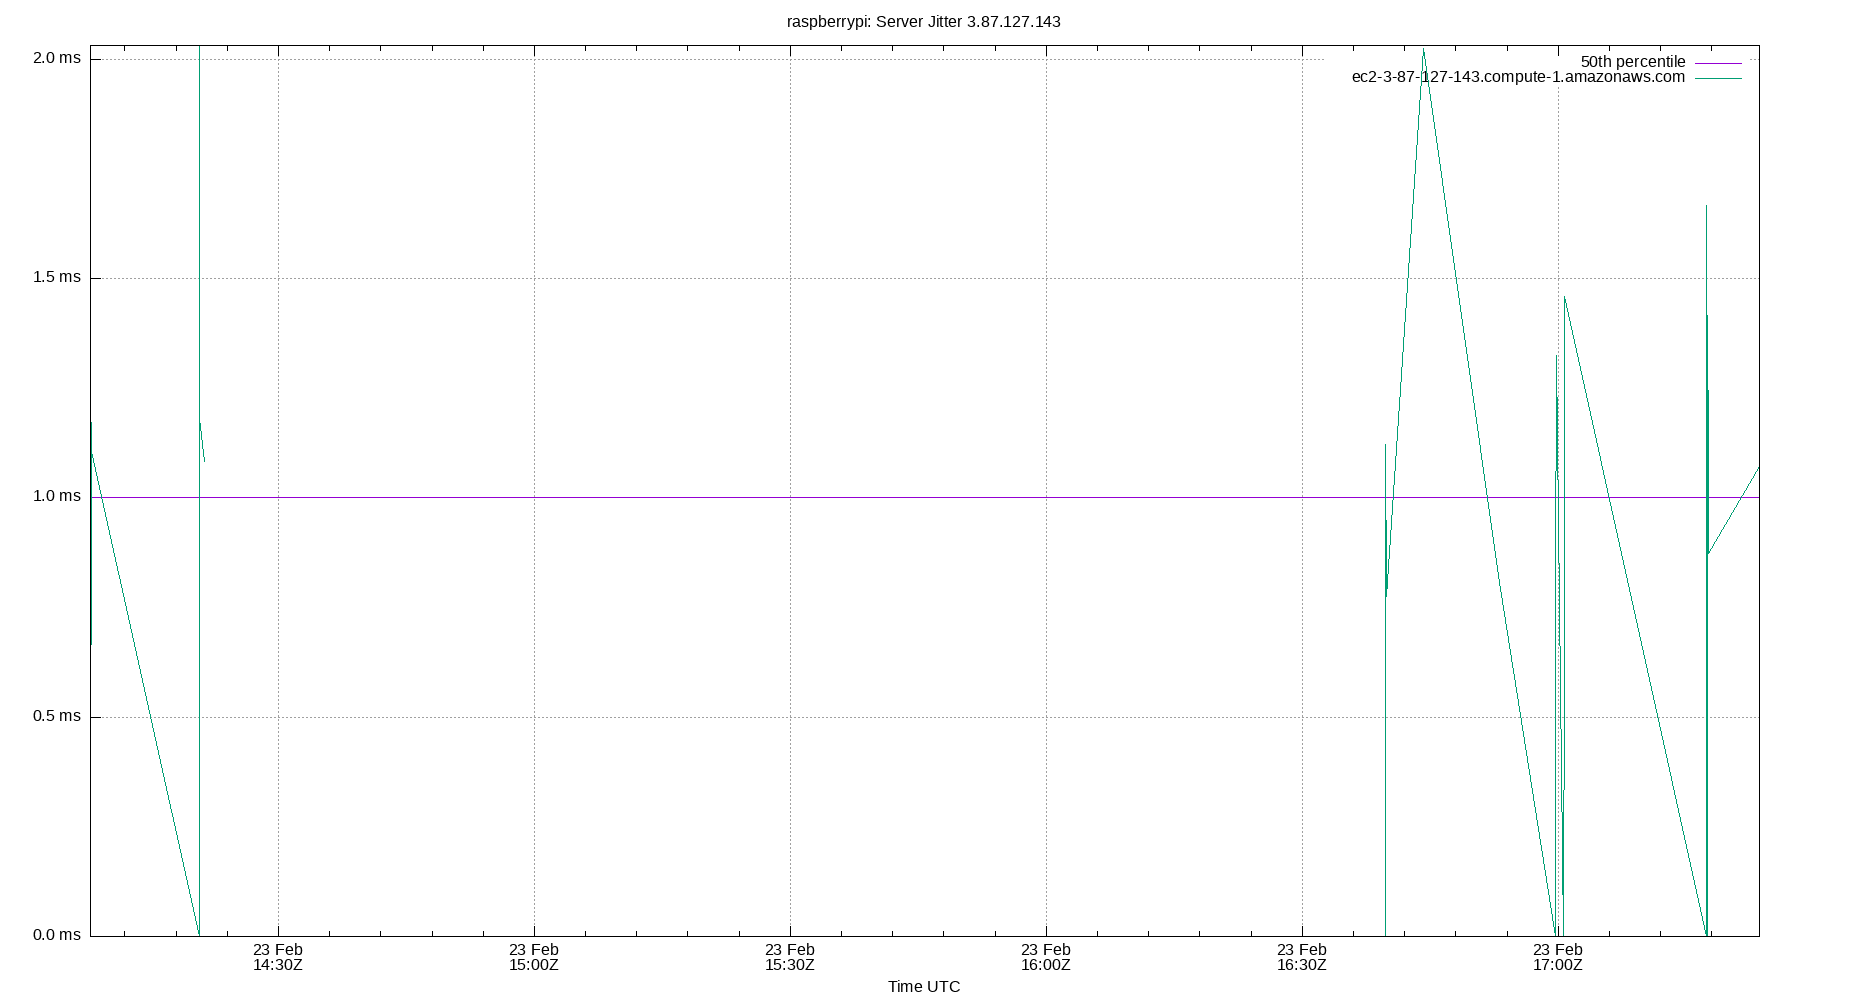 raspberrypi: Server Jitter 3.87.127.143
2.0 ms
50th percentile
ec2-3-87-127-143.compute-1.amazonaws.com
1.5 ms
1.0 ms
0.5 ms
0.0 ms
23 Feb
14:30Z
23 Feb
15:00Z
23 Feb
15:30Z
23 Feb
16:00Z
23 Feb
16:30Z
23 Feb
17:00Z
Time UTC